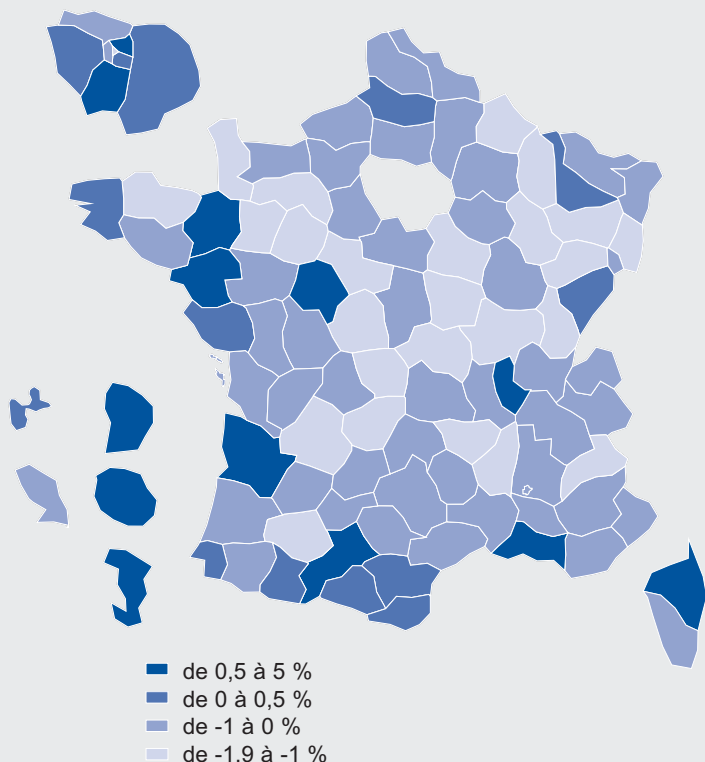 de 0,5 à 5 %
de 0 à 0,5 %
de -1 à 0 %
de -1,9 à -1 %